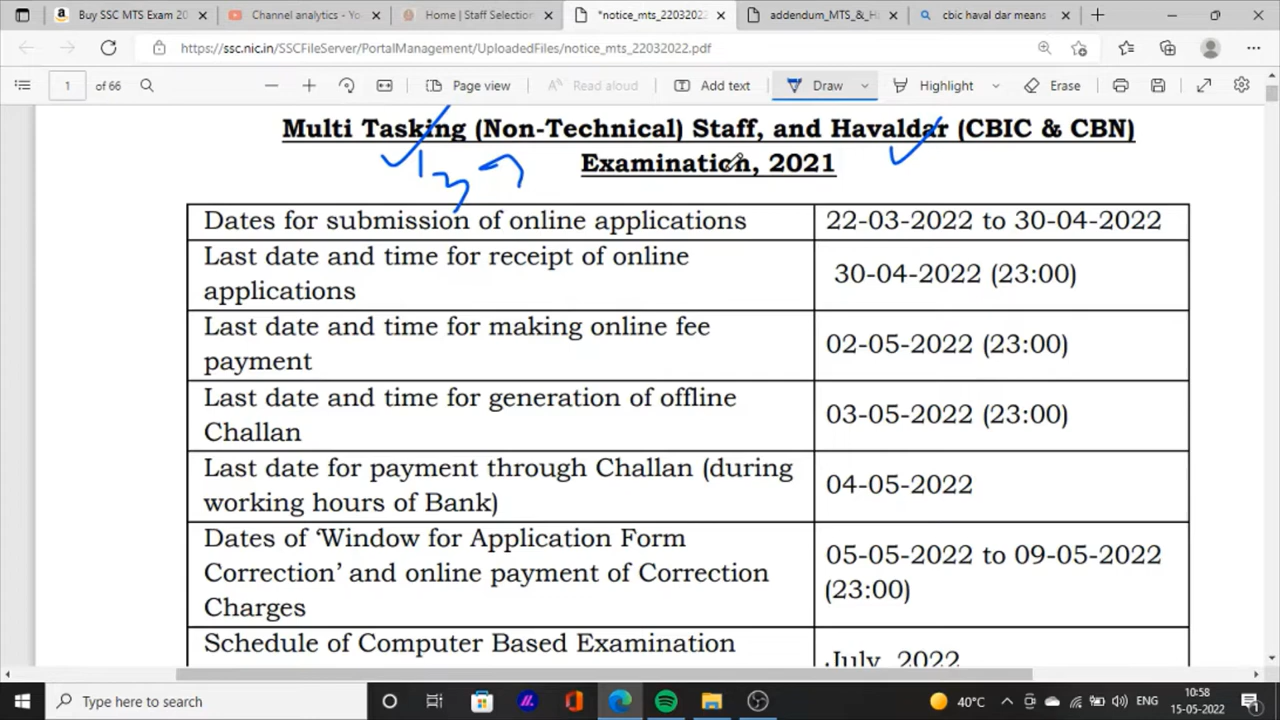 Buy SSC MTS Exam 20
Channel analytics - Yo
Home | Staff Selection
*notice_mts_22032022.pd
addendum_MTS_&_H
cbic haval dar means
https://ssc.nic.in/SSCFileServer/PortalManagement/UploadedFiles/notice_mts_22032022.pdf
1 of 66
Page view
Read aloud
Add text
Draw
Highlight
Erase
Multi Tasking (Non-Technical) Staff, and Havaldar (CBIC & CBN)
Examination, 2021
Dates for submission of online applications
22-03-2022 to 30-04-2022
Last date and time for receipt of online
applications
30-04-2022 (23:00)
Last date and time for making online fee
payment
02-05-2022 (23:00)
Last date and time for generation of offline
Challan
03-05-2022 (23:00)
Last date for payment through Challan (during
working hours of Bank)
04-05-2022
Dates of ‘Window for Application Form
Correction’ and online payment of Correction
Charges
05-05-2022 to 09-05-2022
(23:00)
Schedule of Computer Based Examination
July, 2022
Type here to search
40°C
ENG
10:58
15-05-2022